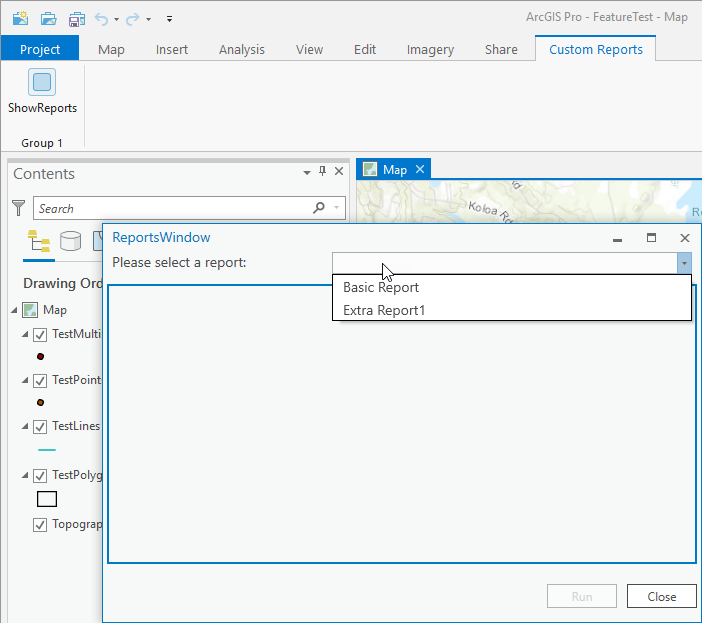 ArcGIS Pro - FeatureTest - Map
Project Map Insert Analysis View Edit Imagery Share Custom Reports
ShowReports
Group 1
Contents
Map
Search
Koloa Rd
ReportsWindow
Please select a report:
Basic Report
Extra Report1
Drawing Ord
Map
TestMulti
TestPoint
TestLines
TestPolyg
Topograp
Run
Close